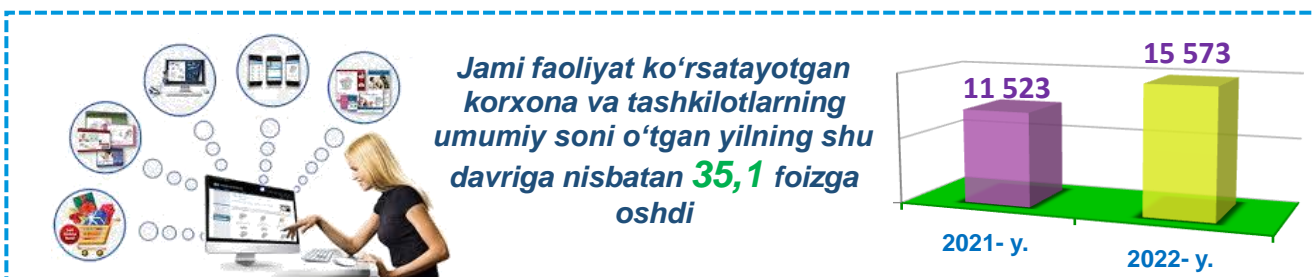 Jami faoliyat ko‘rsatayotgan
korxona va tashkilotlarning
umumiy soni o‘tgan yilning shu
davriga nisbatan 35,1 foizga
oshdi
11 523
15 573
2021- y.
2022- y.